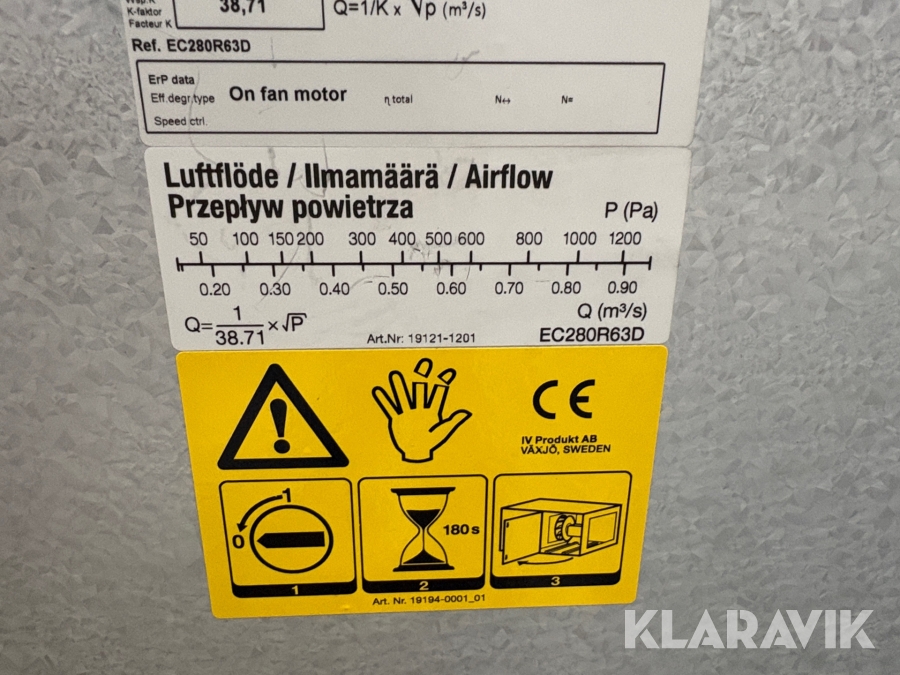 K-faktor
Facteur K
38,71
Q=1/K x √p (m³/s)
Ref. EC280R63D
ErP data
Eff.degr.type On fan motor η total N↔ N=
Speed ctrl.
Luftflöde / Ilmamäärä / Airflow
Przepływ powietrza
P (Pa)
50 100 150 200 300 400 500 600 800 1000 1200
0.20 0.30 0.40 0.50 0.60 0.70 0.80 0.90
Q (m³/s)
Q= 1/38.71 ×√P
Art.Nr: 19121-1201
EC280R63D
CE
IV Produkt AB
VÄXJÖ, SWEDEN
1
0
180 s
1
2
3
Art. Nr. 19194-0001_01
KLARAVIK